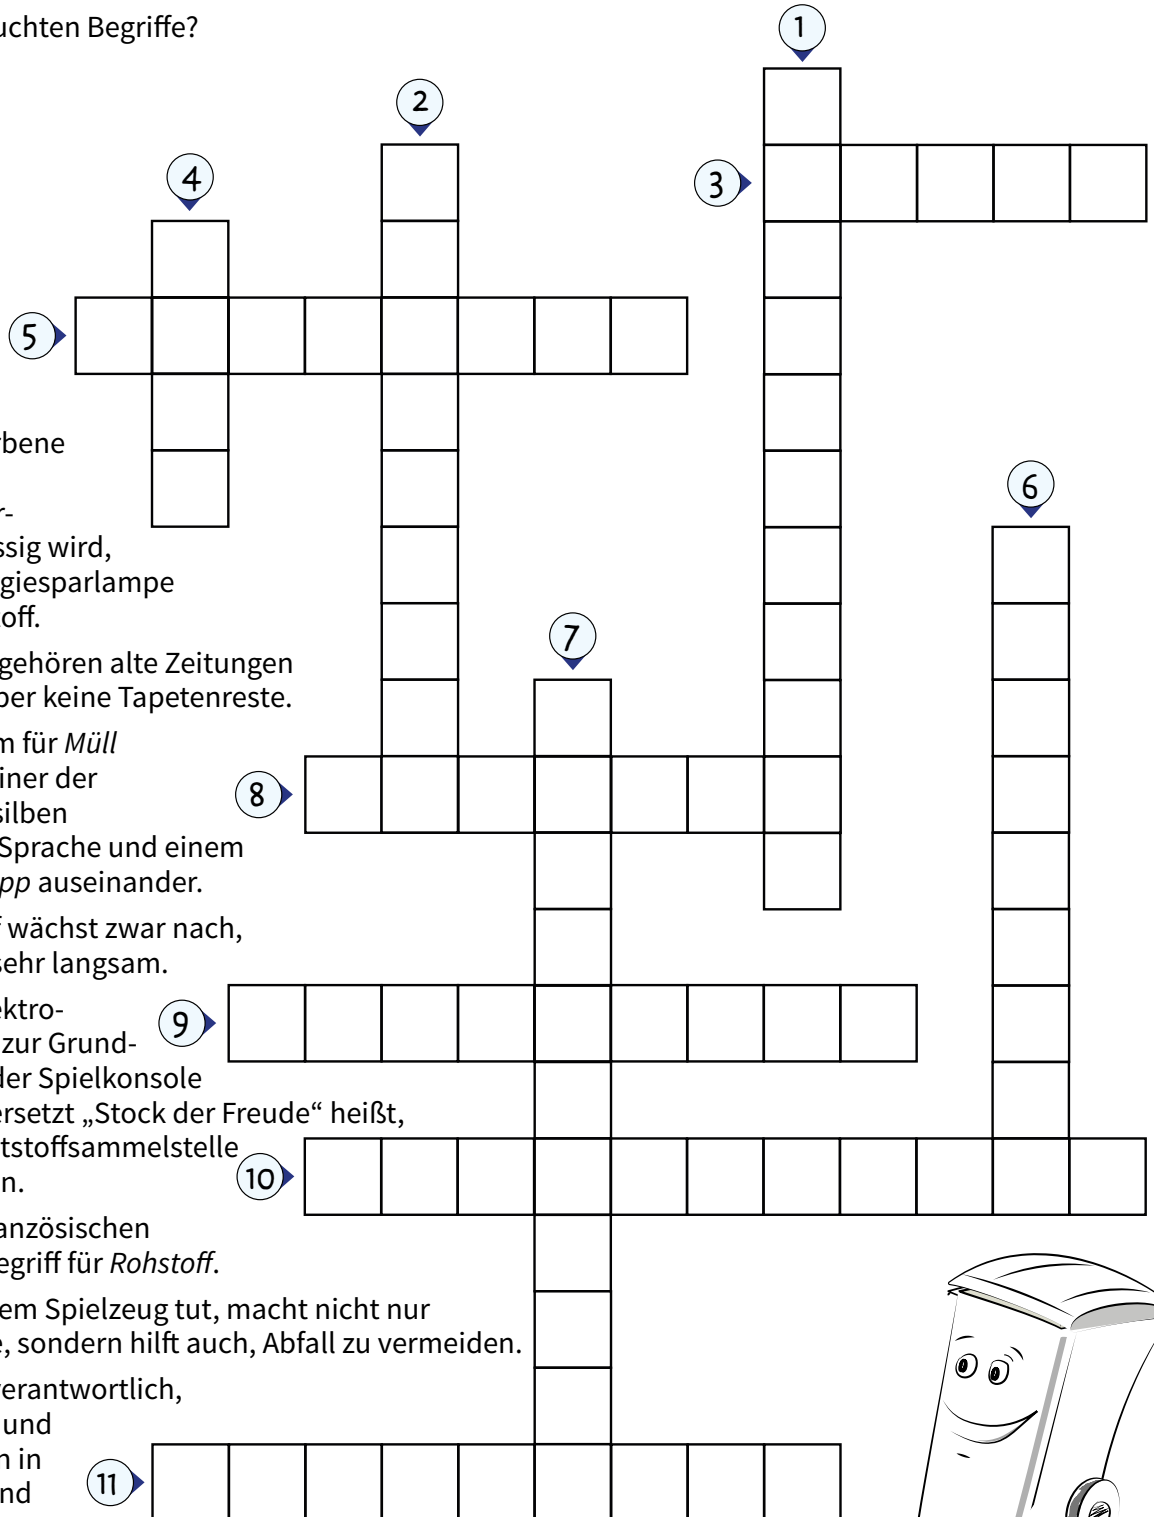 uchten Begriffe?
1
2
4
3
5
bene
r-
ssig wird,
giesparlampe
off.
6
7
gehören alte Zeitungen
ber keine Tapetenreste.
m für Müll
iner der
silben
Sprache und einem
pp auseinander.
8
f wächst zwar nach,
sehr langsam.
ektro-
zur Grund-
der Spielkonsole
ersetzt „Stock der Freude“ heißt,
tstoffsammelstelle
n.
9
10
anzösischen
egriff für Rohstoff.
em Spielzeug tut, macht nicht nur
e, sondern hilft auch, Abfall zu vermeiden.
verantwortlich,
und
n in
nd
11